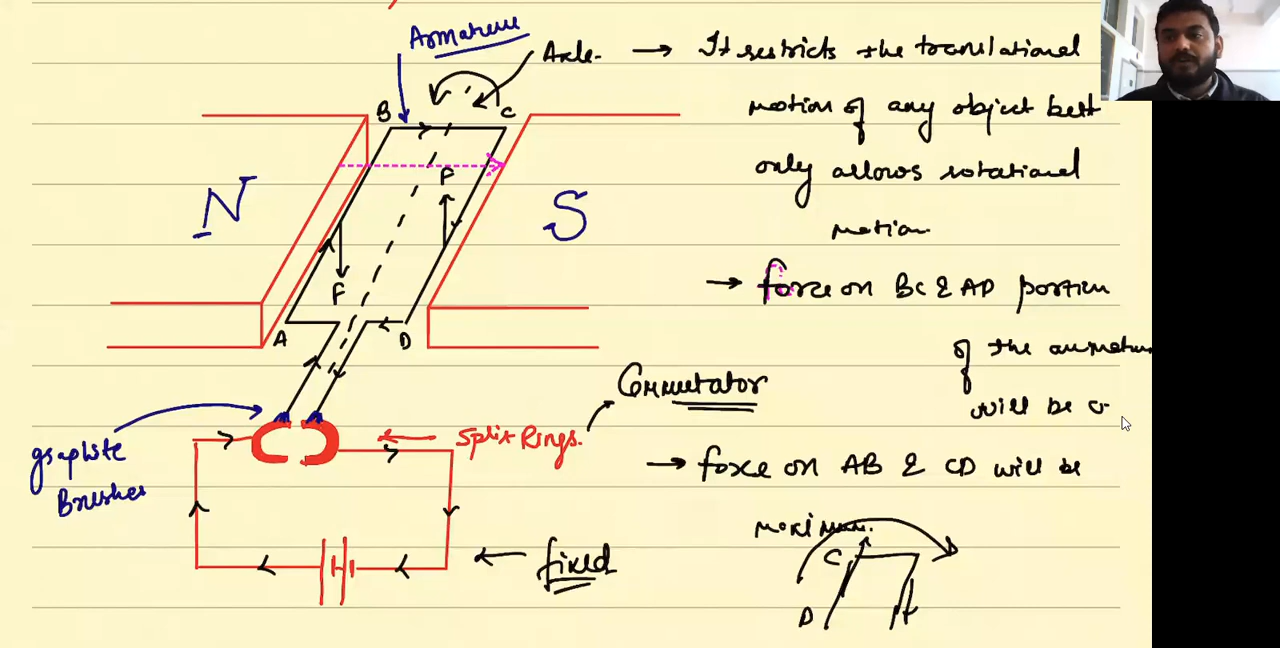 Armature
Axle. → It restricts the translational
motion of any object but
only allows rotational
motion
B
C
N
S
F
F
A
D
→ force on BC & AD portion
of the armature
will be 0
Commutator
→ force on AB & CD will be
maximum.
graphite
Brushes
Split Rings.
fixed
C
D